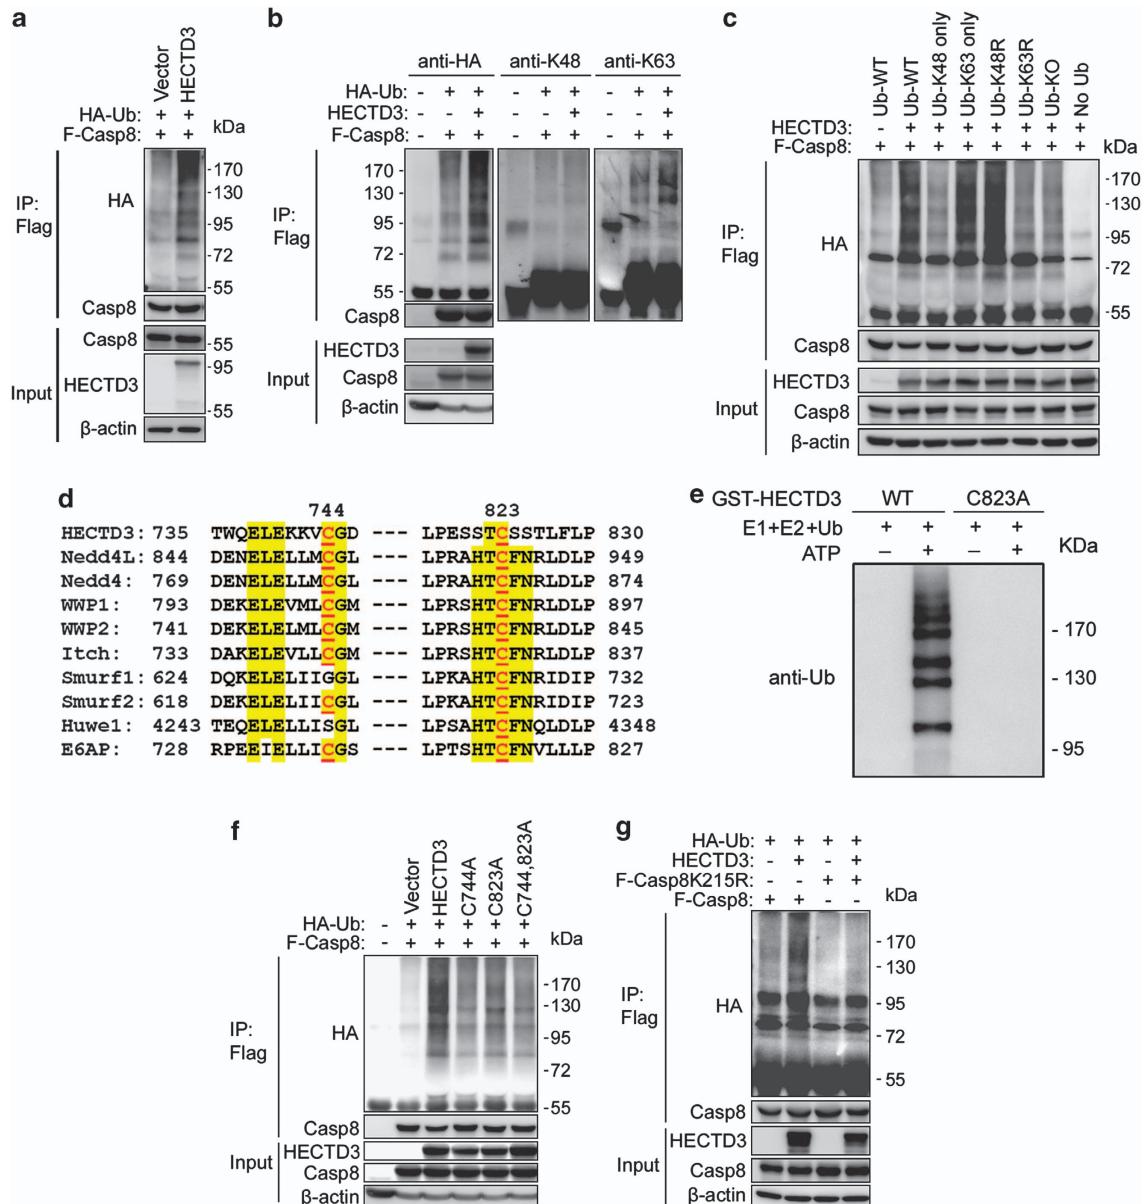 a
Vector
HECTD3
HA-Ub: + +
F-Casp8: + +
kDa
IP:
Flag
HA
-170
-130
-95
-72
-55
Casp8
Input
Casp8
-55
HECTD3
-95
-55
β-actin
b
anti-HA anti-K48 anti-K63
HA-Ub: - + + - + + - + +
HECTD3: - - + - - + - - +
F-Casp8: - + + - + + - + +
IP:
Flag
170 -
130 -
95 -
72 -
55 -
Casp8
Input
HECTD3
Casp8
β-actin
c
Ub-WT
Ub-WT
Ub-K48 only
Ub-K63 only
Ub-K48R
Ub-K63R
Ub-KO
No Ub
HECTD3: - + + + + + + +
F-Casp8: + + + + + + + +
kDa
IP:
Flag
HA
-170
-130
-95
-72
-55
Casp8
Input
HECTD3
Casp8
β-actin
d
744 823
HECTD3: 735 TWQELEKKVCGD --- LPESSTCSSTLFLP 830
Nedd4L: 844 DENELELLMCGL --- LPRAHTCFNRLDLP 949
Nedd4: 769 DENELELLMCGL --- LPRAHTCFNRLDLP 874
WWP1: 793 DEKELEVMLCGM --- LPRSHTCFNRLDLP 897
WWP2: 741 DEKELELMLCGM --- LPRSHTCFNRLDLP 845
Itch: 733 DAKELEVLLCGM --- LPRSHTCFNRLDLP 837
Smurf1: 624 DQKELELIIGGL --- LPKAHTCFNRIDIP 732
Smurf2: 618 DEKELELIICGL --- LPKAHTCFNRIDIP 723
Huwe1: 4243 TEQELELLISGL --- LPSAHTCFNQLDLP 4348
E6AP: 728 RPEEIELLICGS --- LPTSHTCFNVLLLP 827
e
GST-HECTD3 WT C823A
E1+E2+Ub + + + +
ATP – + – +
KDa
anti-Ub
- 170
- 130
- 95
f
Vector
HECTD3
C744A
C823A
C744,823A
HA-Ub: - + + + + +
F-Casp8: - + + + + +
kDa
IP:
Flag
HA
-170
-130
-95
-72
-55
Casp8
Input
HECTD3
Casp8
β-actin
g
HA-Ub: + + + +
HECTD3: - + - +
F-Casp8K215R: - - + +
F-Casp8: + + - -
kDa
IP:
Flag
HA
- 170
- 130
- 95
- 72
- 55
Casp8
Input
HECTD3
Casp8
β-actin